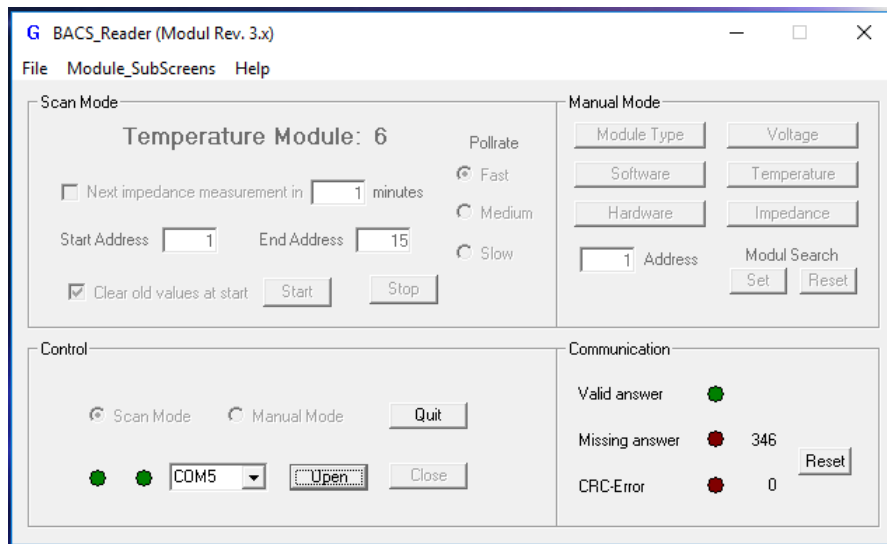 G BACS_Reader (Modul Rev. 3.x)
File Module_SubScreens Help
Scan Mode
Temperature Module: 6
Pollrate
Fast
Next impedance measurement in 1 minutes
Medium
Start Address 1 End Address 15
Slow
Clear old values at start Start Stop
Manual Mode
Module Type Voltage
Software Temperature
Hardware Impedance
1 Address
Modul Search
Set Reset
Control
Scan Mode Manual Mode Quit
COM5 Open Close
Communication
Valid answer
Missing answer 346
Reset
CRC-Error 0